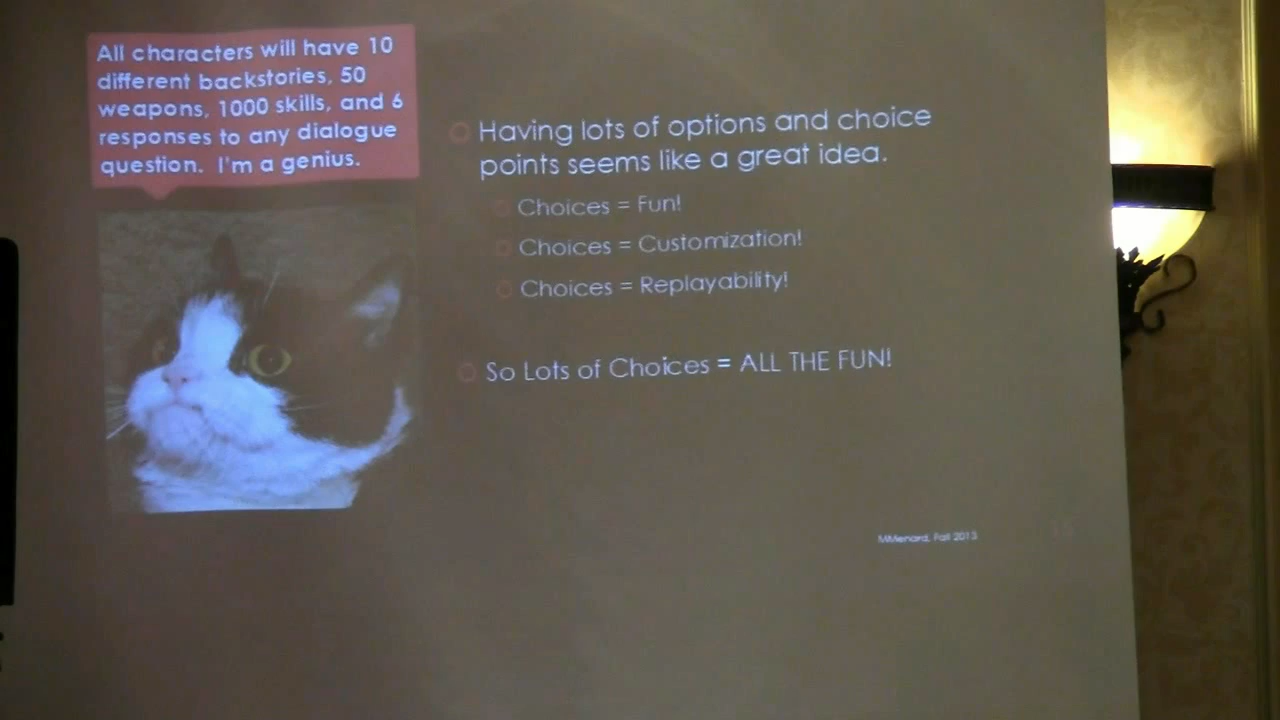 All characters will have 10
different backstories, 50
weapons, 1000 skills, and 6
responses to any dialogue
question. I'm a genius.
Having lots of options and choice
points seems like a great idea.
Choices = Fun!
Choices = Customization!
Choices = Replayability!
So Lots of Choices = ALL THE FUN!
MMenard, Fall 2013